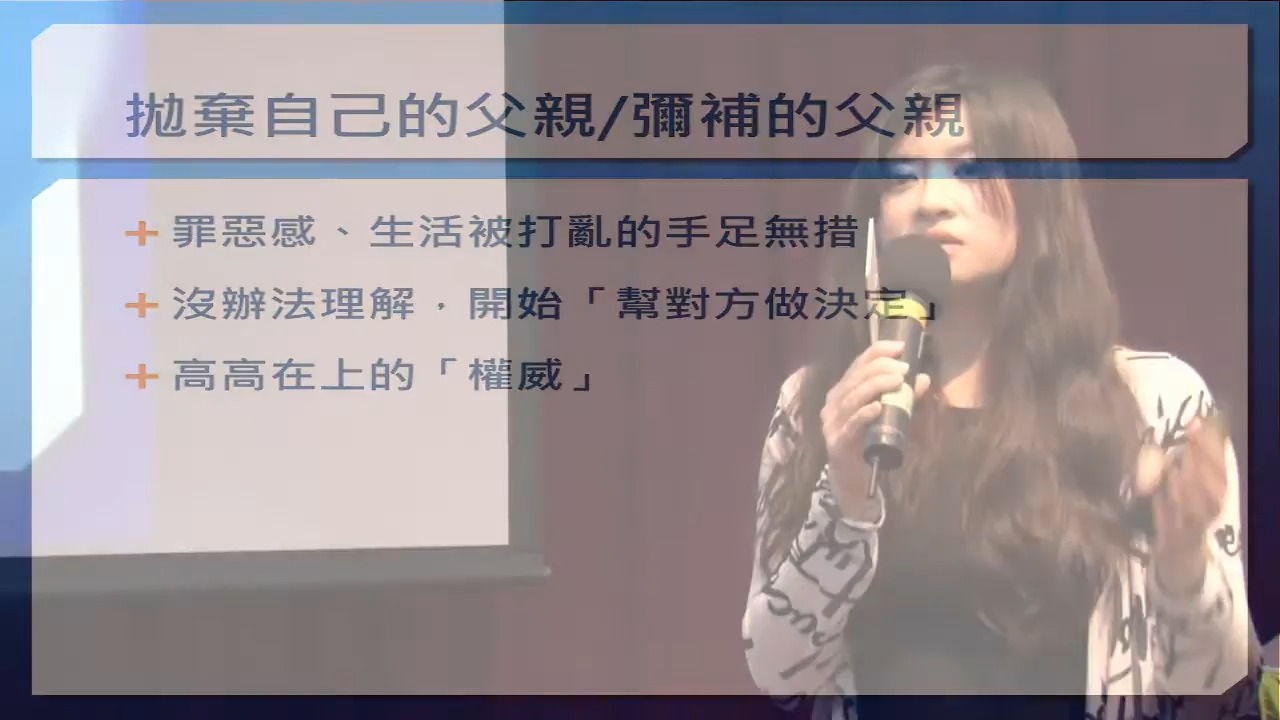 拋棄自己的父親/彌補的父親
罪惡感、生活被打亂的手足無措
沒辦法理解，開始「幫對方做決定」
高高在上的「權威」